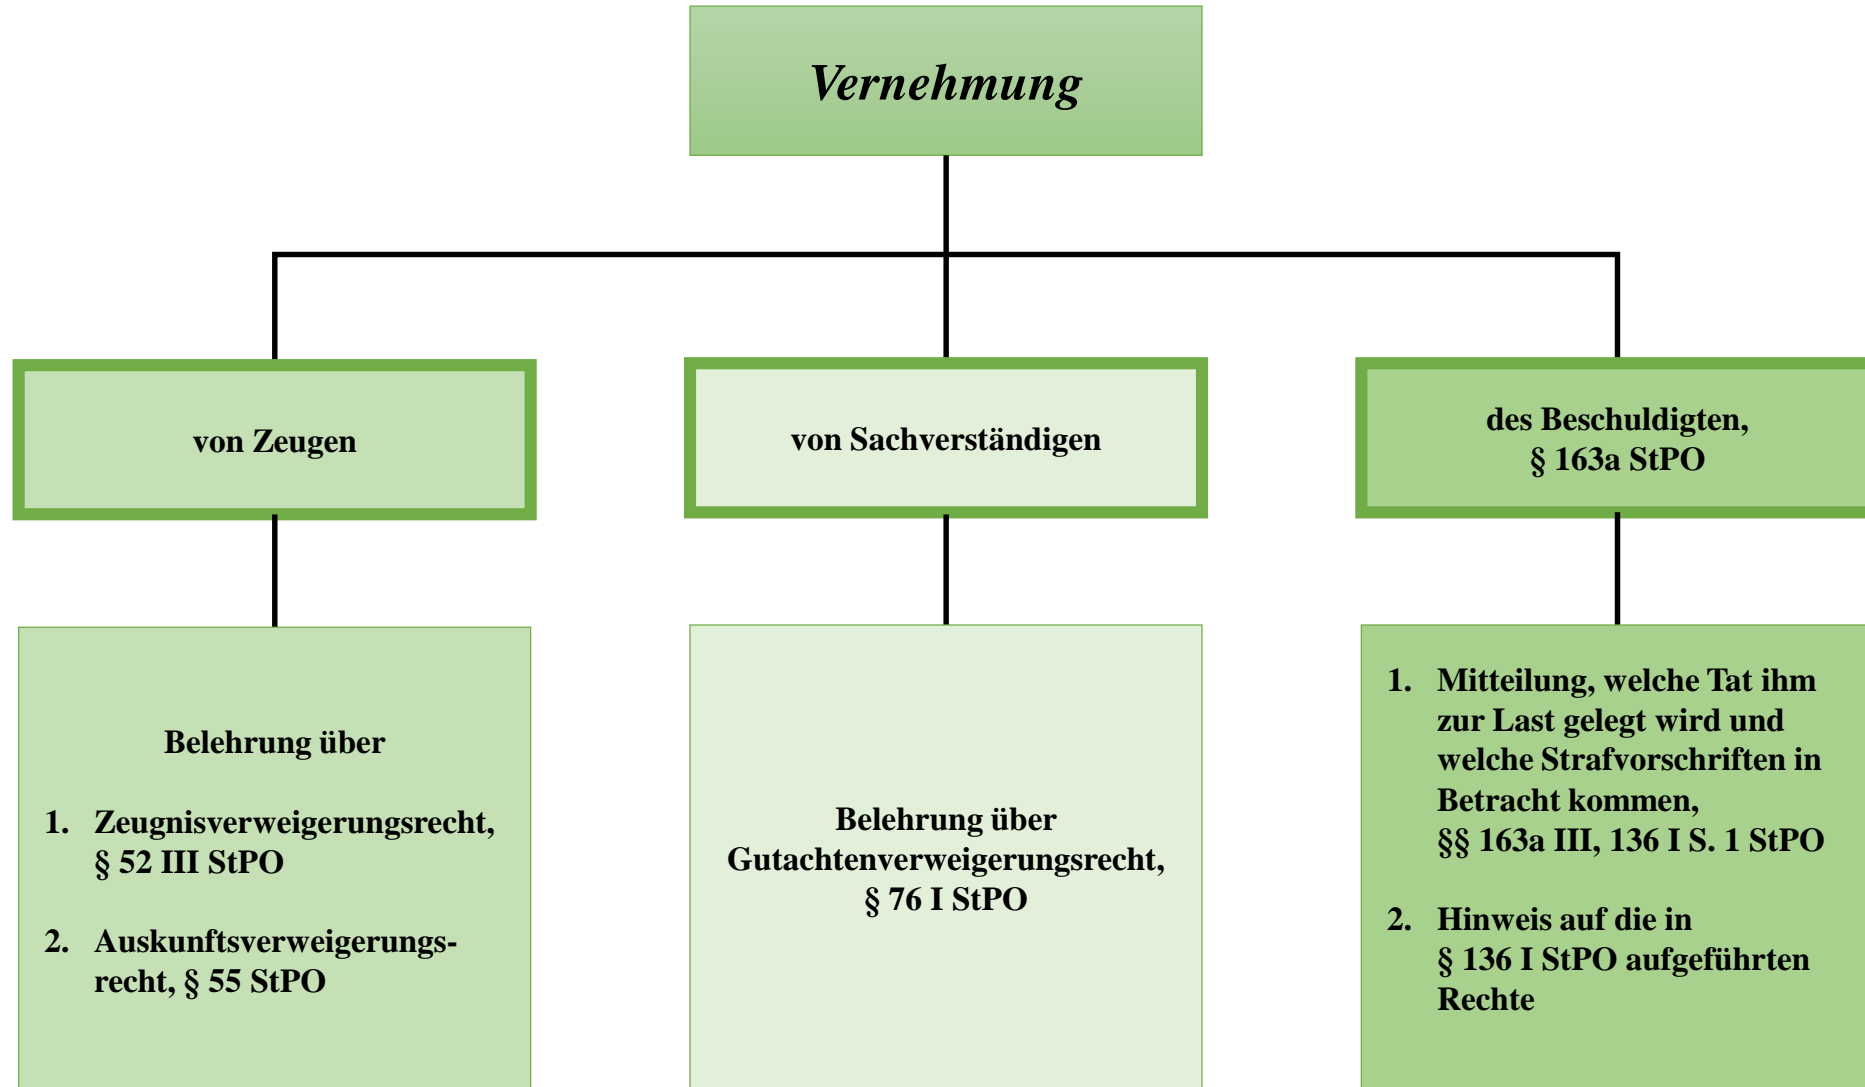 Vernehmung
von Zeugen
von Sachverständigen
des Beschuldigten,
§ 163a StPO
Belehrung über
1. Zeugnisverweigerungsrecht,
§ 52 III StPO
2. Auskunftsverweigerungs-
recht, § 55 StPO
Belehrung über
Gutachtenverweigerungsrecht,
§ 76 I StPO
1. Mitteilung, welche Tat ihm
zur Last gelegt wird und
welche Strafvorschriften in
Betracht kommen,
§§ 163a III, 136 I S. 1 StPO
2. Hinweis auf die in
§ 136 I StPO aufgeführten
Rechte